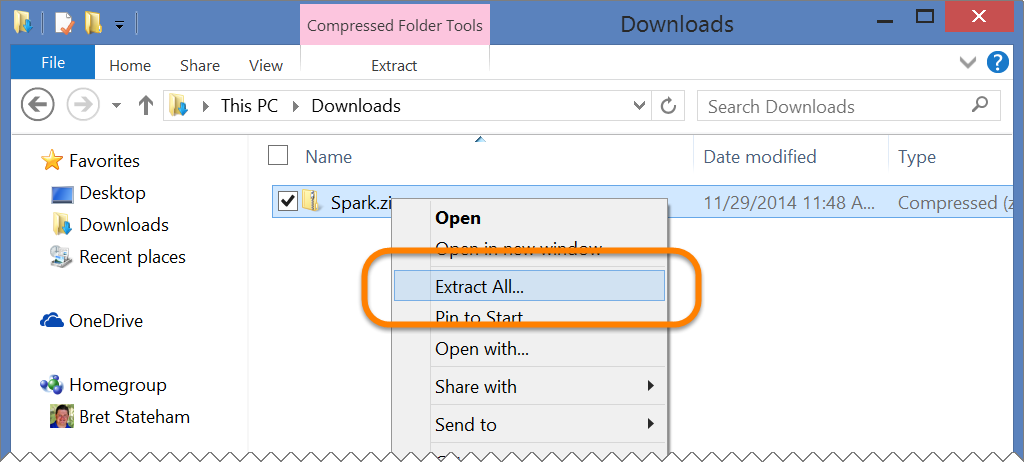 Compressed Folder Tools
Downloads
File
Home
Share
View
Extract
This PC
Downloads
Search Downloads
Favorites
Desktop
Downloads
Recent places
OneDrive
Homegroup
Bret Stateham
Name
Date modified
Type
Spark.zi
11/29/2014 11:48 A...
Compressed (z
Open
Open in new window
Extract All...
Pin to Start
Open with...
Share with
Send to